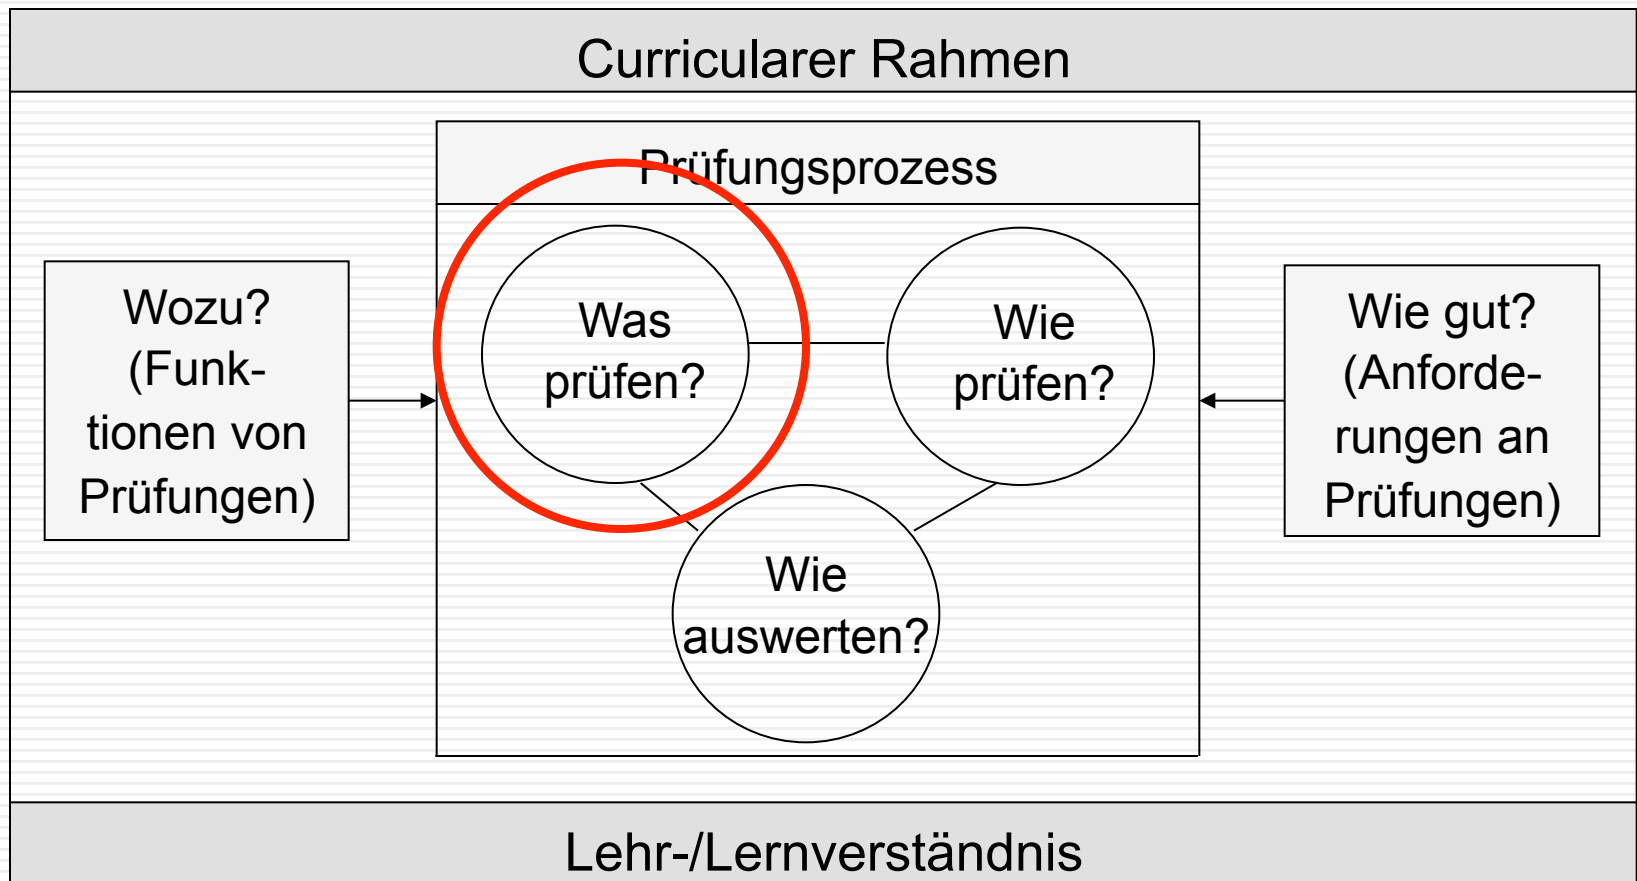 Curricularer Rahmen
Prüfungsprozess
Wozu?
(Funk-
tionen von
Prüfungen)
Was
prüfen?
Wie
prüfen?
Wie
auswerten?
Wie gut?
(Anforde-
rungen an
Prüfungen)
Lehr-/Lernverständnis